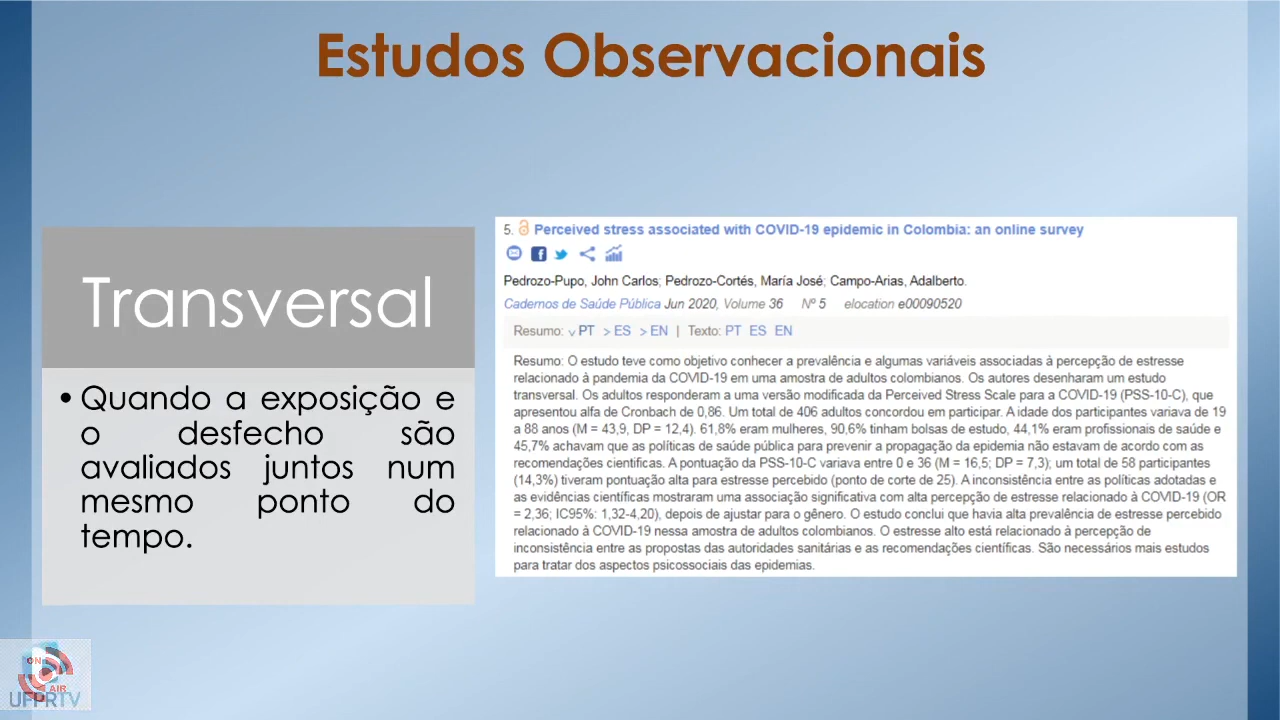 Estudos Observacionais
Transversal
• Quando a exposição e
o desfecho são
avaliados juntos num
mesmo ponto do
tempo.
5. Perceived stress associated with COVID-19 epidemic in Colombia: an online survey
Pedrozo-Pupo, John Carlos; Pedrozo-Cortés, María José; Campo-Arias, Adalberto.
Cadernos de Saúde Pública Jun 2020, Volume 36 Nº 5 elocation e00090520
Resumo: v PT > ES > EN | Texto: PT ES EN
Resumo: O estudo teve como objetivo conhecer a prevalência e algumas variáveis associadas à percepção de estresse
relacionado à pandemia da COVID-19 em uma amostra de adultos colombianos. Os autores desenharam um estudo
transversal. Os adultos responderam a uma versão modificada da Perceived Stress Scale para a COVID-19 (PSS-10-C), que
apresentou alfa de Cronbach de 0,86. Um total de 406 adultos concordou em participar. A idade dos participantes variava de 19
a 88 anos (M = 43,9, DP = 12,4). 61,8% eram mulheres, 90,6% tinham bolsas de estudo, 44,1% eram profissionais de saúde e
45,7% achavam que as políticas de saúde pública para prevenir a propagação da epidemia não estavam de acordo com as
recomendações cientificas. A pontuação da PSS-10-C variava entre 0 e 36 (M = 16,5; DP = 7,3); um total de 58 participantes
(14,3%) tiveram pontuação alta para estresse percebido (ponto de corte de 25). A inconsistência entre as políticas adotadas e
as evidências científicas mostraram uma associação significativa com alta percepção de estresse relacionado à COVID-19 (OR
= 2,36; IC95%: 1,32-4,20), depois de ajustar para o gênero. O estudo conclui que havia alta prevalência de estresse percebido
relacionado à COVID-19 nessa amostra de adultos colombianos. O estresse alto está relacionado à percepção de
inconsistência entre as propostas das autoridades sanitárias e as recomendações científicas. São necessários mais estudos
para tratar dos aspectos psicossociais das epidemias.
ON
AIR
UFPRTV